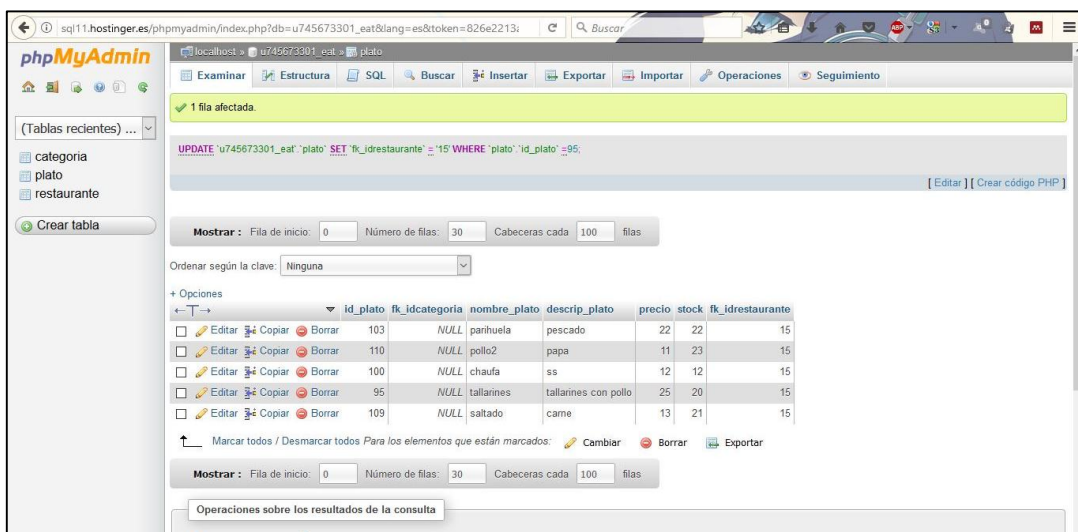 sql11.hostinger.es/phpmyadmin/index.php?db=u745673301_eat&lang=es&token=826e2213
Buscar
ABP
phpMyAdmin
localhost » u745673301_eat » plato
Examinar Estructura SQL Buscar Insertar Exportar Importar Operaciones Seguimiento
1 fila afectada.
(Tablas recientes) ...
UPDATE `u745673301_eat`.`plato` SET `fk_idrestaurante` = '15' WHERE `plato`.`id_plato` =95;
categoria
plato
restaurante
[ Editar ] [ Crear código PHP ]
Crear tabla
Mostrar : Fila de inicio: 0 Número de filas: 30 Cabeceras cada 100 filas
Ordenar según la clave: Ninguna
+ Opciones
←T→ id_plato fk_idcategoria nombre_plato descrip_plato precio stock fk_idrestaurante
Editar Copiar Borrar 103 NULL parihuela pescado 22 22 15
Editar Copiar Borrar 110 NULL pollo2 papa 11 23 15
Editar Copiar Borrar 100 NULL chaufa ss 12 12 15
Editar Copiar Borrar 95 NULL tallarines tallarines con pollo 25 20 15
Editar Copiar Borrar 109 NULL saltado carne 13 21 15
Marcar todos / Desmarcar todos Para los elementos que están marcados: Cambiar Borrar Exportar
Mostrar : Fila de inicio: 0 Número de filas: 30 Cabeceras cada 100 filas
Operaciones sobre los resultados de la consulta